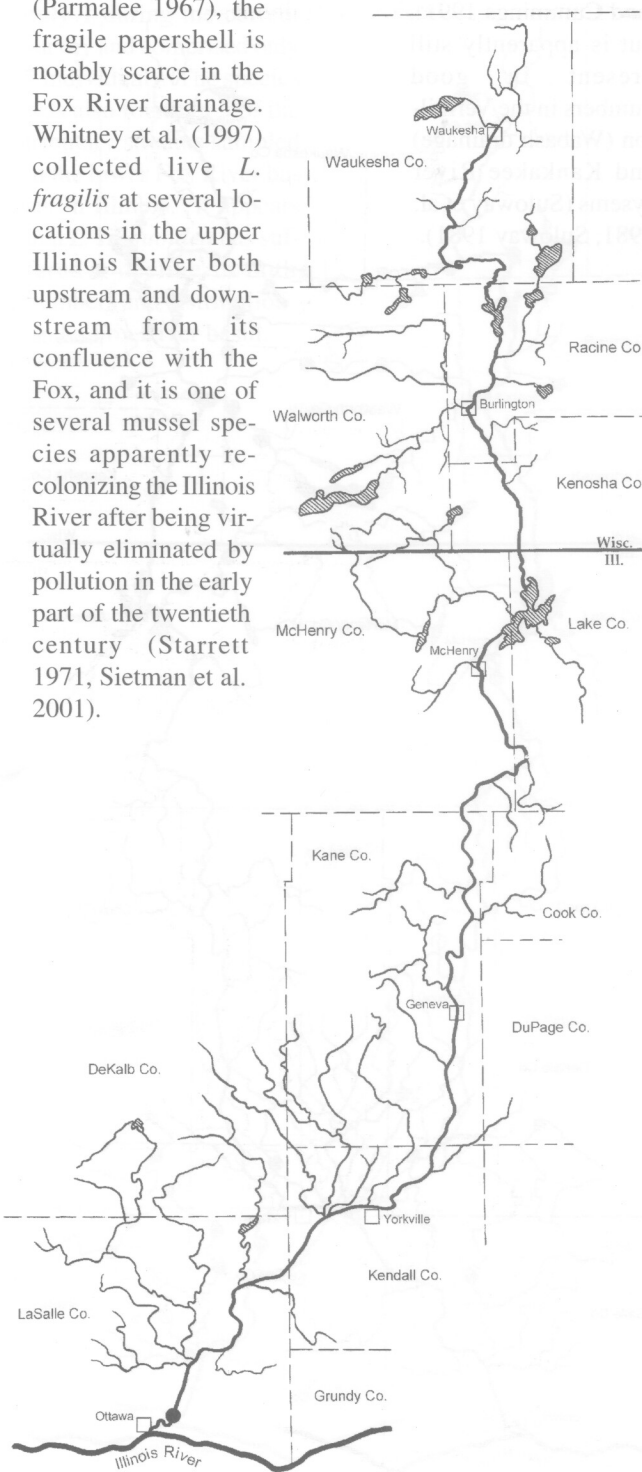 (Parmalee 1967), the
fragile papershell is
notably scarce in the
Fox River drainage.
Whitney et al. (1997)
collected live L.
fragilis at several lo-
cations in the upper
Illinois River both
upstream and down-
stream from its
confluence with the
Fox, and it is one of
several mussel spe-
cies apparently re-
colonizing the Illinois
River after being vir-
tually eliminated by
pollution in the early
part of the twentieth
century (Starrett
1971, Sietman et al.
2001).
Waukesha
Waukesha Co.
Racine Co
Burlington
Walworth Co.
Kenosha Co
Wisc.
Ill.
McHenry Co.
Lake Co.
McHenry
Kane Co.
Cook Co.
Geneva
DuPage Co.
DeKalb Co.
Yorkville
Kendall Co.
LaSalle Co.
Grundy Co.
Ottawa
Illinois River